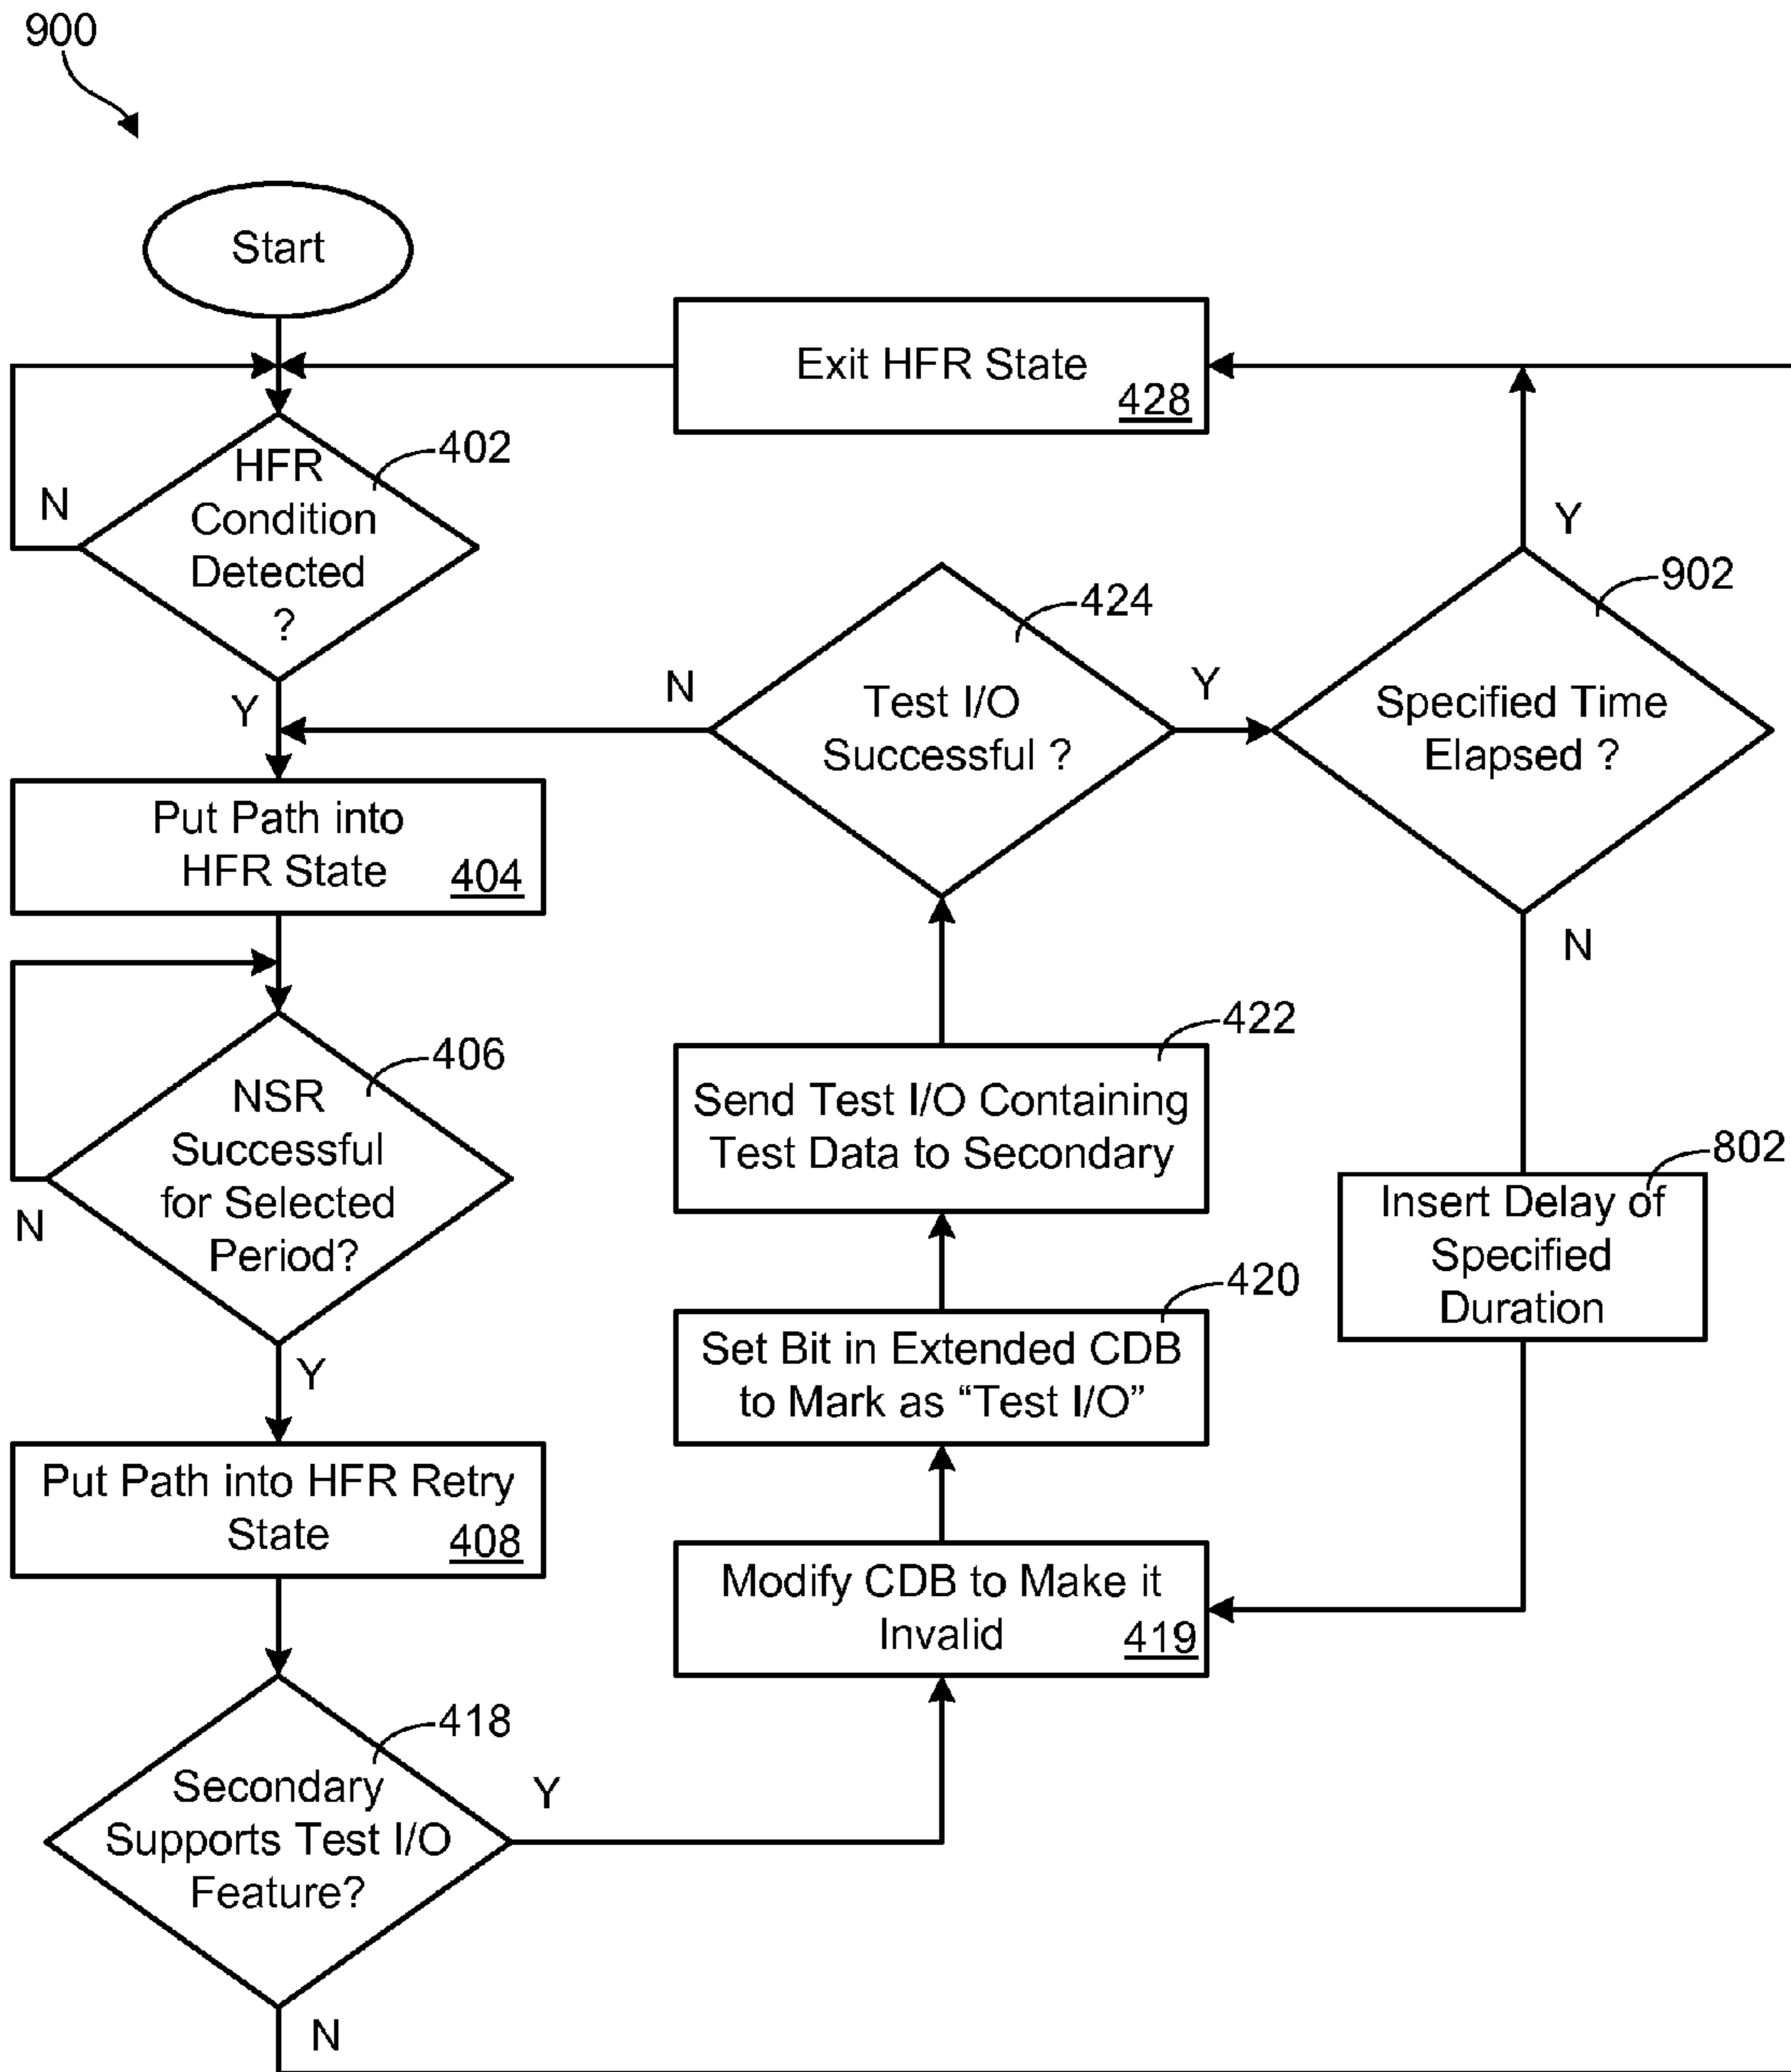 900
Start
Exit HFR State
428
HFR
Condition
Detected
?
402
N
Y
Test I/O
Successful ?
424
N
Y
Specified Time
Elapsed ?
902
Y
N
Put Path into
HFR State
404
NSR
Successful
for Selected
Period?
406
N
Y
Send Test I/O Containing
Test Data to Secondary
422
Insert Delay of
Specified
Duration
802
Set Bit in Extended CDB
to Mark as “Test I/O”
420
Put Path into HFR Retry
State
408
Modify CDB to Make it
Invalid
419
Secondary
Supports Test I/O
Feature?
418
Y
N